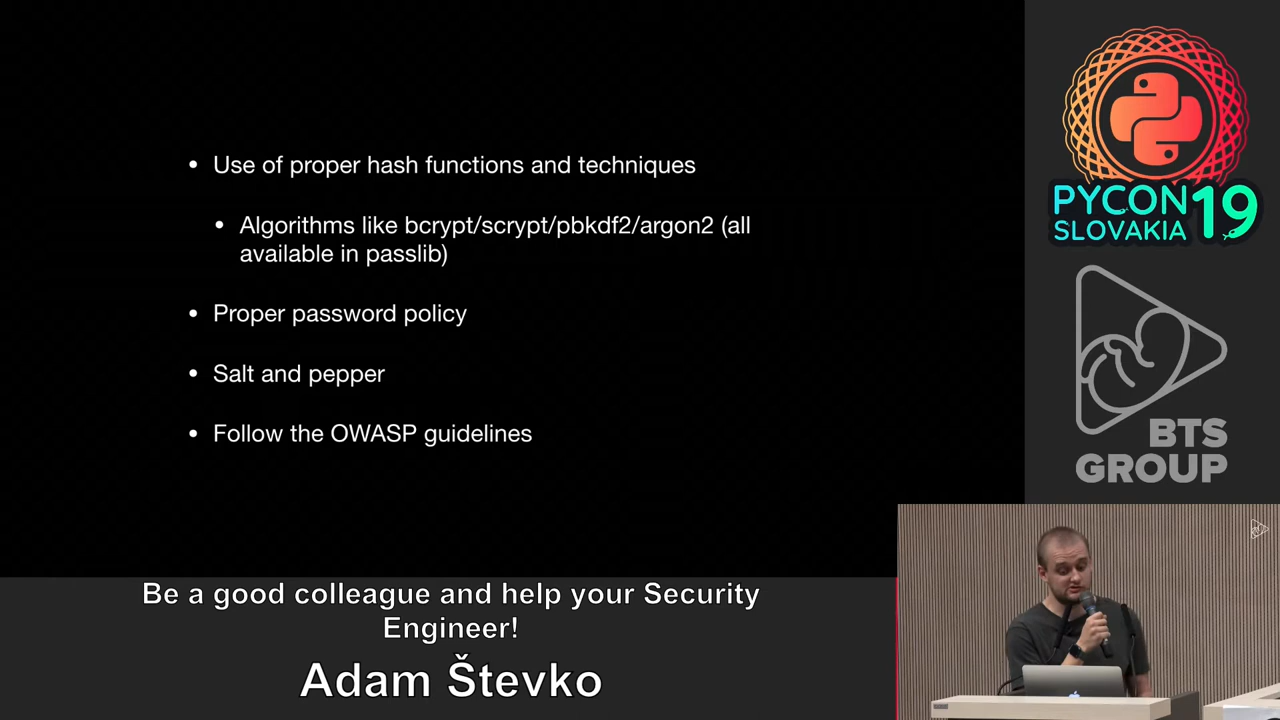 • Use of proper hash functions and techniques
• Algorithms like bcrypt/scrypt/pbkdf2/argon2 (all
available in passlib)
• Proper password policy
• Salt and pepper
• Follow the OWASP guidelines
PYCON 19
SLOVAKIA
BTS
GROUP
Be a good colleague and help your Security
Engineer!
Adam Števko